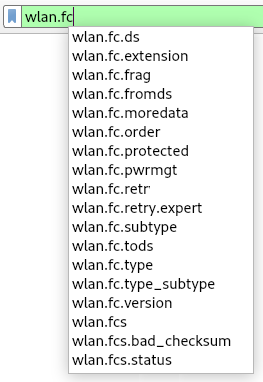 wlan.fc
wlan.fc.ds
wlan.fc.extension
wlan.fc.frag
wlan.fc.fromds
wlan.fc.moredata
wlan.fc.order
wlan.fc.protected
wlan.fc.pwrmgt
wlan.fc.retr
wlan.fc.retry.expert
wlan.fc.subtype
wlan.fc.tods
wlan.fc.type
wlan.fc.type_subtype
wlan.fc.version
wlan.fcs
wlan.fcs.bad_checksum
wlan.fcs.status